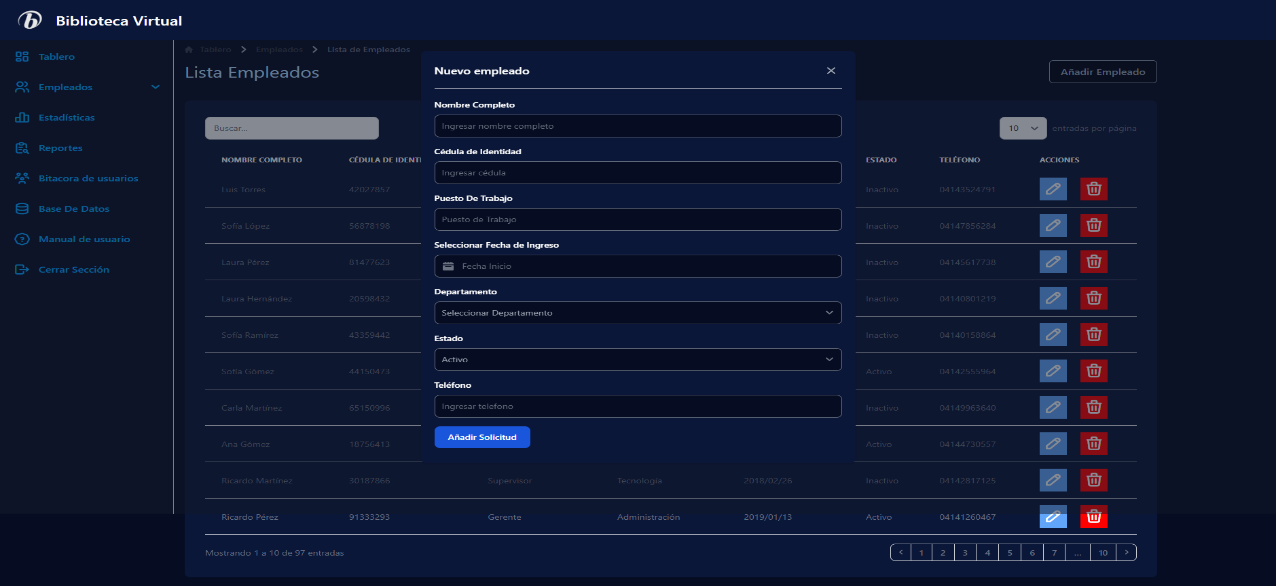 Biblioteca Virtual
Tablero
Empleados
Estadísticas
Reportes
Bitacora de usuarios
Base De Datos
Manual de usuario
Cerrar Sección
Tablero > Empleados > Lista de Empleados
Lista Empleados
Añadir Empleado
Buscar...
10 entradas por página
NOMBRE COMPLETO CÉDULA DE IDENTI ESTADO TELÉFONO ACCIONES
Luis Torres 42027857 Inactivo 04143524791
Sofía López 56878198 Inactivo 04147856284
Laura Pérez 81477623 Inactivo 04145617738
Laura Hernández 20598432 Inactivo 04140801219
Sofía Ramírez 43359442 Inactivo 04140158864
Sofía Gómez 44150473 Activo 04142555964
Carla Martínez 65150996 Inactivo 04149963640
Ana Gómez 18756413 Activo 04144730557
Ricardo Martínez 30187866 Supervisor Tecnología 2018/02/26 Inactivo 04142817125
Ricardo Pérez 91333293 Gerente Administración 2019/01/13 Activo 04141260467
Mostrando 1 a 10 de 97 entradas
< 1 2 3 4 5 6 7 ... 10 >
Nuevo empleado
Nombre Completo
Ingresar nombre completo
Cédula de Identidad
Ingresar cédula
Puesto De Trabajo
Puesto de Trabajo
Seleccionar Fecha de Ingreso
Fecha Inicio
Departamento
Seleccionar Departamento
Estado
Activo
Teléfono
Ingresar telefono
Añadir Solicitud